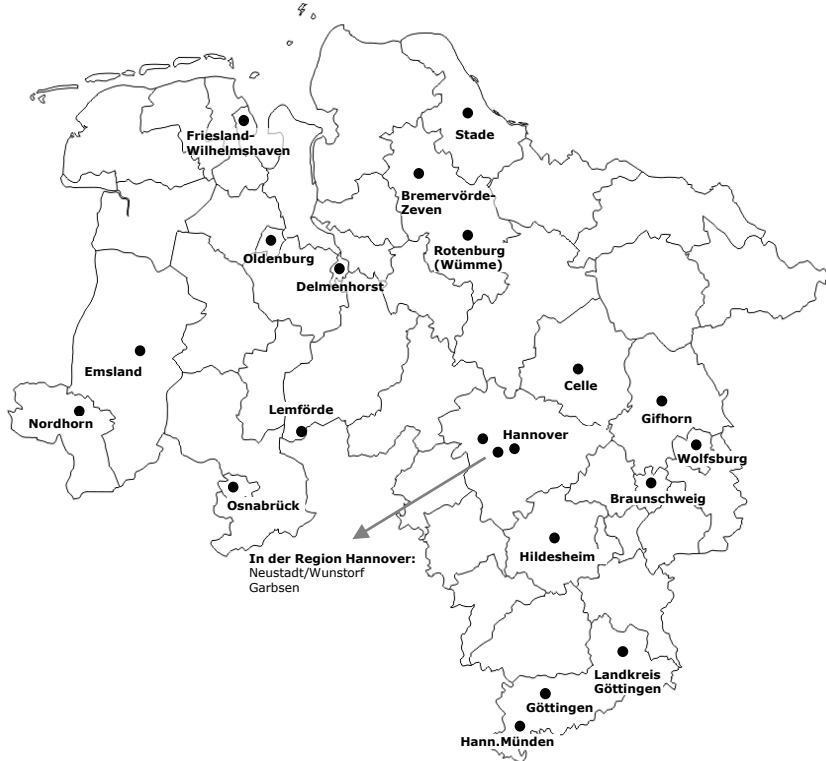 Friesland-
Wilhelmshaven
Stade
Bremervörde-
Zeven
Oldenburg
Rotenburg
(Wümme)
Delmenhorst
Emsland
Celle
Nordhorn
Lemförde
Gifhorn
Hannover
Wolfsburg
Osnabrück
Braunschweig
In der Region Hannover:
Neustadt/Wunstorf
Garbsen
Hildesheim
Landkreis
Göttingen
Göttingen
Hann.Münden